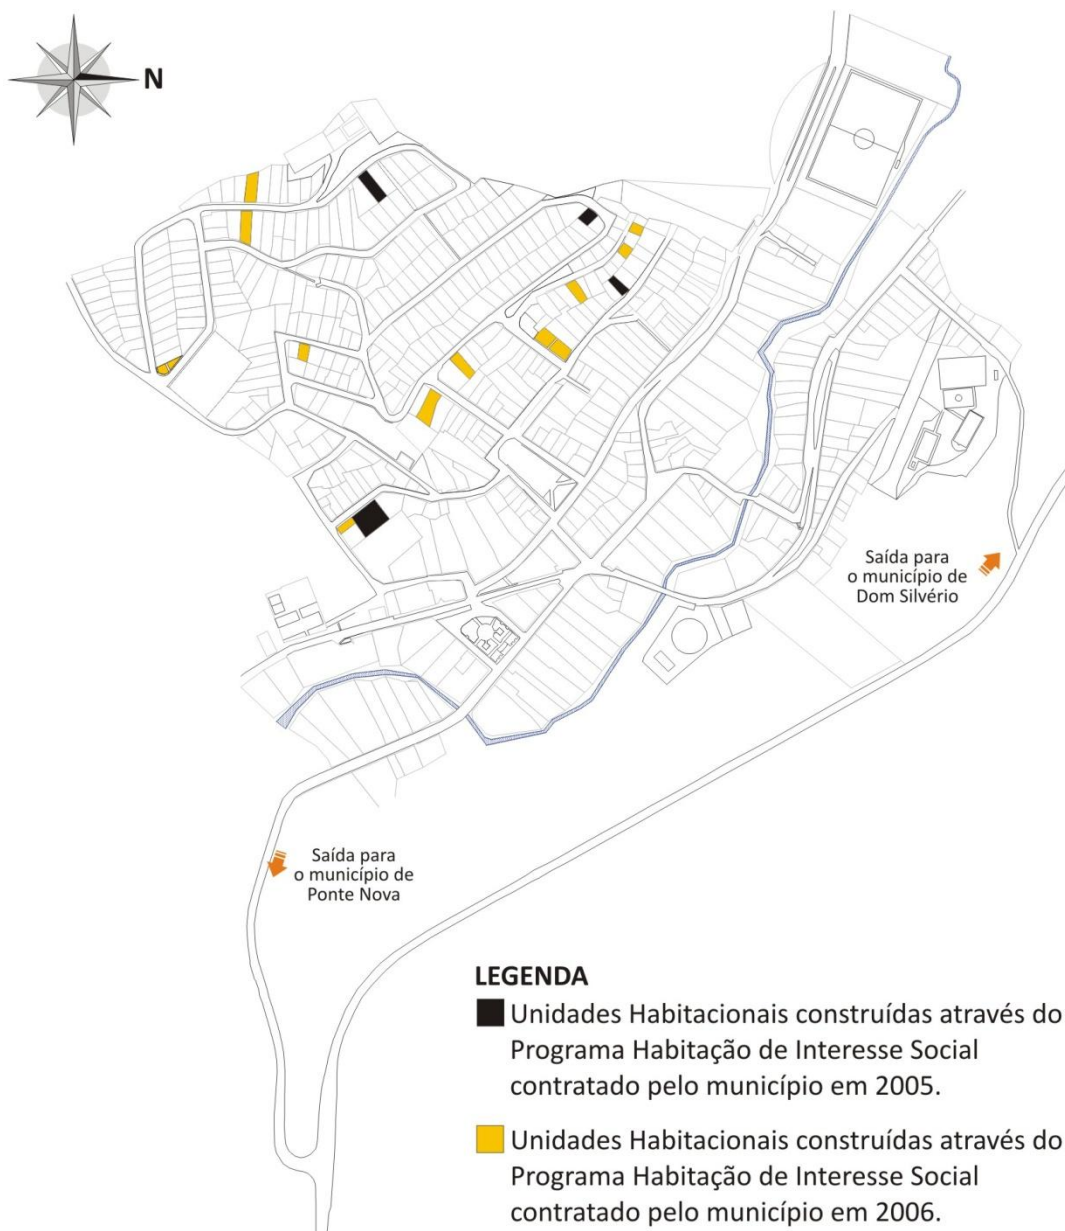 N
Saída para
o município de
Dom Silvério
Saída para
o município de
Ponte Nova
LEGENDA
Unidades Habitacionais construídas através do
Programa Habitação de Interesse Social
contratado pelo município em 2005.
Unidades Habitacionais construídas através do
Programa Habitação de Interesse Social
contratado pelo município em 2006.